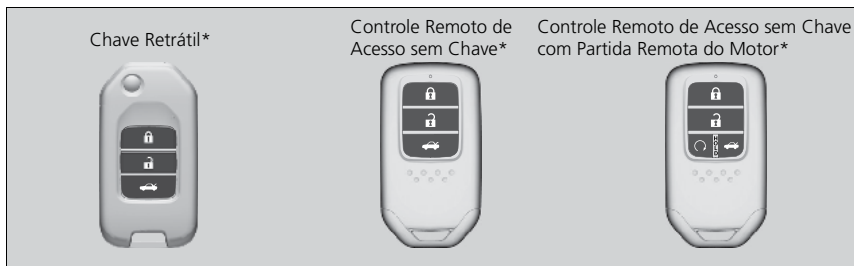 Chave Retrátil*
Controle Remoto de
Acesso sem Chave*
Controle Remoto de Acesso sem Chave
com Partida Remota do Motor*
HOLD